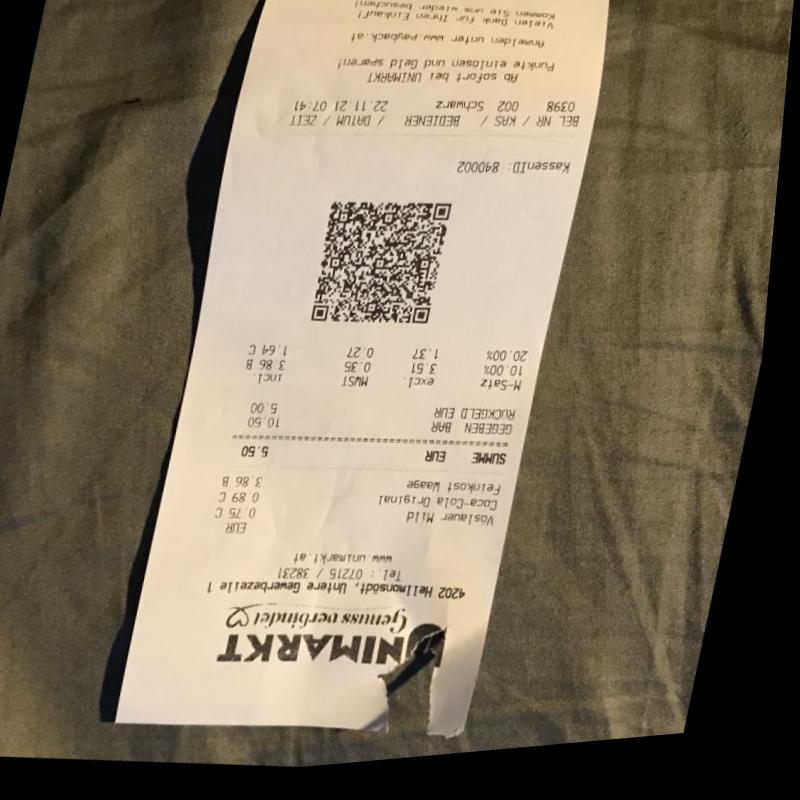 UNIMARKT
Genuss verbindet
4202 Hellmonsödt, Untere Gewerbezeile 1
Tel.: 07215 / 38231
www.unimarkt.at
EUR
Vöslauer Mild 0.75 C
Coca-Cola Original 0.89 C
Feinkost Waage 3.86 B
SUMME EUR 5.50
GEGEBEN BAR 10.50
RÜCKGELD EUR 5.00
M-Satz excl. MWST incl.
10.00% 3.51 0.35 3.86 B
20.00% 1.37 0.27 1.64 C
KassenID: 840002
BEL NR / KAS / BEDIENER / DATUM / ZEIT
0398 002 Schwarz 22.11.21 07:41
Ab sofort bei UNIMARKT
Punkte einlösen und Geld sparen!
Anmelden unter www.payback.at
Vielen Dank für Ihren Einkauf!
Kommen Sie uns wieder besuchen!